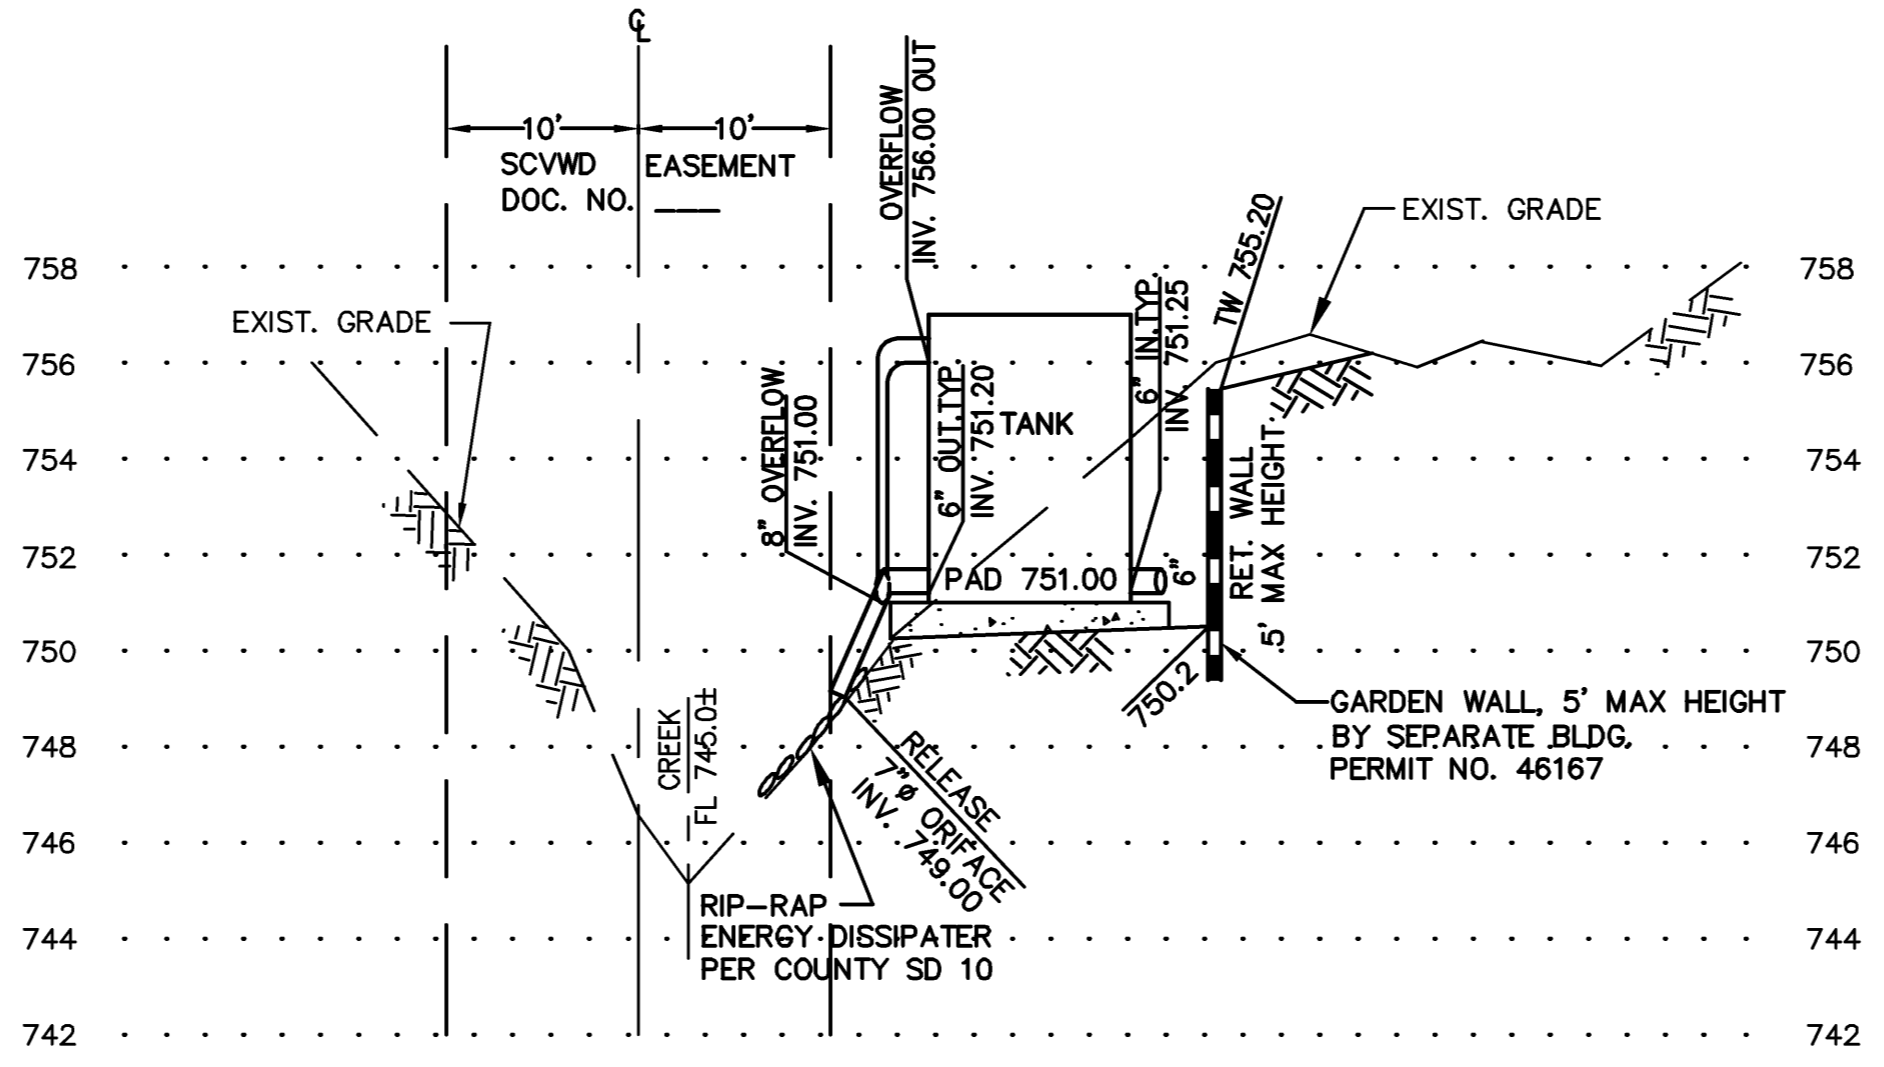 ℄
10'
10'
SCVWD
EASEMENT
DOC. NO. ___
OVERFLOW
INV. 756.00 OUT
TW 755.20
EXIST. GRADE
758
758
EXIST. GRADE
756
756
8" OVERFLOW
INV. 751.00
6" OUT.TYP
INV. 751.20
TANK
6" IN.TYP.
INV. 751.25
754
754
RET. WALL
5' MAX HEIGHT
752
752
PAD 751.00
6"
750
750
750.2
GARDEN WALL, 5' MAX HEIGHT
BY SEPARATE BLDG.
PERMIT NO. 46167
CREEK
FL 745.0±
748
748
RELEASE
7"ø ORIFACE
INV. 749.00
746
746
RIP-RAP
ENERGY DISSIPATER
PER COUNTY SD 10
744
744
742
742